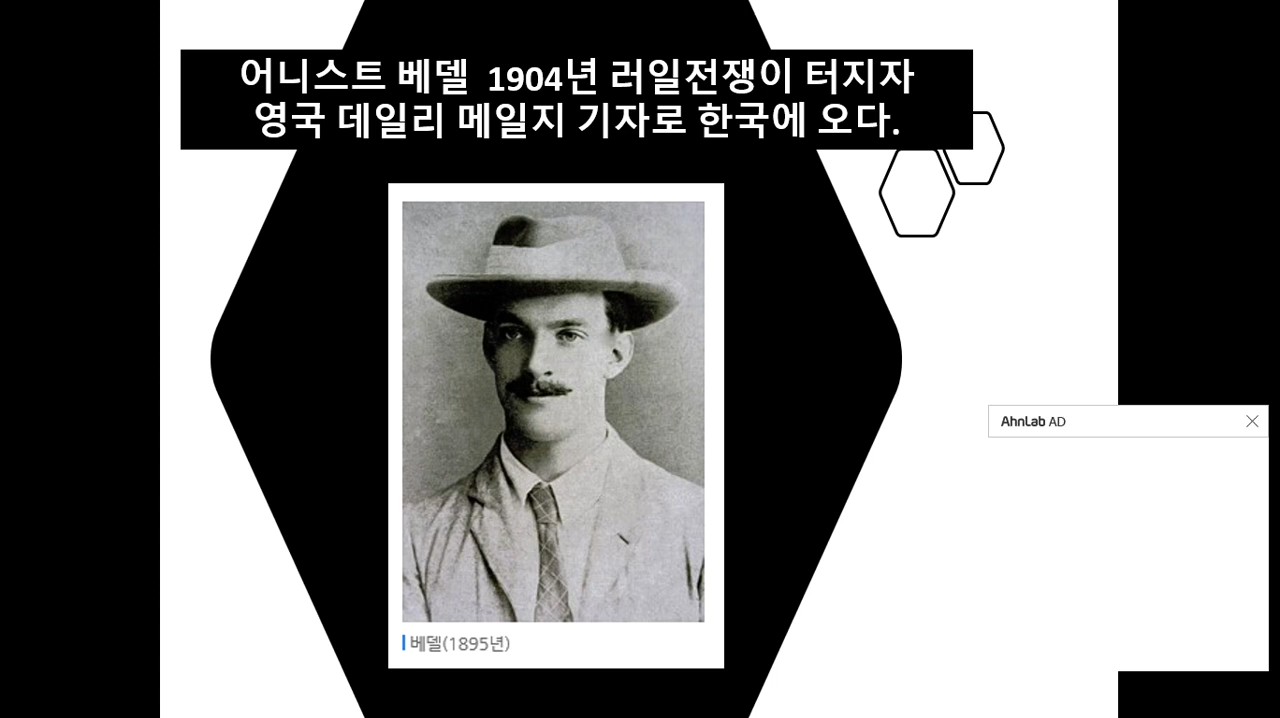 어니스트 베델  1904년 러일전쟁이 터지자
영국 데일리 메일지 기자로 한국에 오다.
AhnLab AD
베델(1895년)